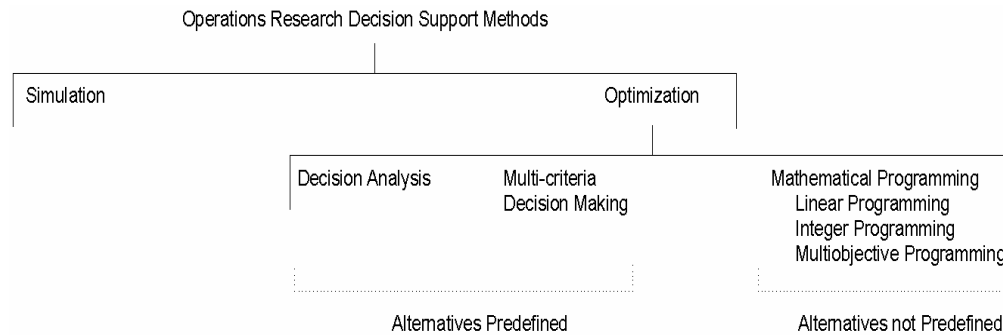 Operations Research Decision Support Methods
Simulation
Optimization
Decision Analysis
Multi-criteria
Decision Making
Mathematical Programming
Linear Programming
Integer Programming
Multiobjective Programming
Alternatives Predefined
Alternatives not Predefined